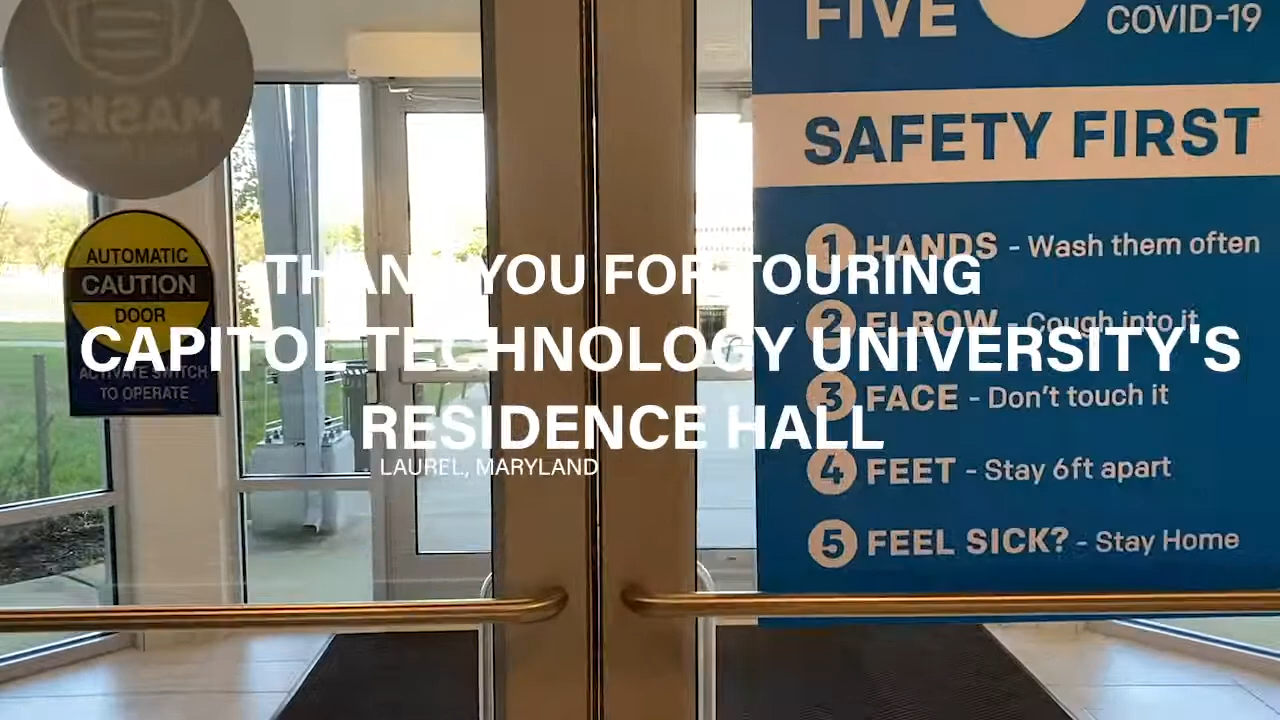 FIVE
COVID-19
SAFETY FIRST
1 HANDS - Wash them often
2 ELBOW - Cough into it
3 FACE - Don't touch it
4 FEET - Stay 6ft apart
5 FEEL SICK? - Stay Home
MASKS
AUTOMATIC
CAUTION
DOOR
ACTIVATE SWITCH
TO OPERATE
THANK YOU FOR TOURING
CAPITOL TECHNOLOGY UNIVERSITY'S
RESIDENCE HALL
LAUREL, MARYLAND